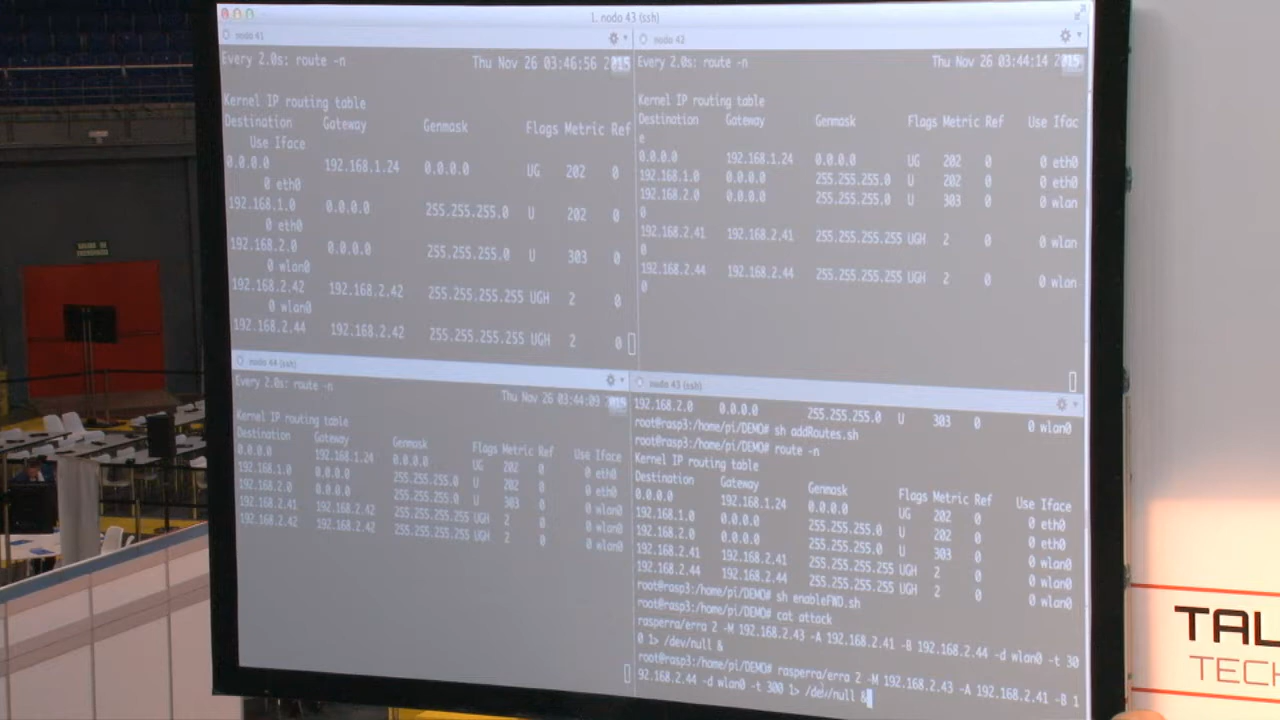 1. nodo 43 (ssh)
nodo 41
Every 2.0s: route -n Thu Nov 26 03:46:56 2015
Kernel IP routing table
Destination Gateway Genmask Flags Metric Ref
Use Iface
0.0.0.0 192.168.1.24 0.0.0.0 UG 202 0
0 eth0
192.168.1.0 0.0.0.0 255.255.255.0 U 202 0
0 eth0
192.168.2.0 0.0.0.0 255.255.255.0 U 303 0
0 wlan0
192.168.2.42 192.168.2.42 255.255.255.255 UGH 2 0
0 wlan0
192.168.2.44 192.168.2.42 255.255.255.255 UGH 2 0
nodo 42
Every 2.0s: route -n Thu Nov 26 03:44:14 2015
Kernel IP routing table
Destination Gateway Genmask Flags Metric Ref Use Ifac
e
0.0.0.0 192.168.1.24 0.0.0.0 UG 202 0 0 eth0
192.168.1.0 0.0.0.0 255.255.255.0 U 202 0 0 eth0
192.168.2.0 0.0.0.0 255.255.255.0 U 303 0 0 wlan
0
192.168.2.41 192.168.2.41 255.255.255.255 UGH 2 0 0 wlan
0
192.168.2.44 192.168.2.44 255.255.255.255 UGH 2 0 0 wlan
0
nodo 44 (ssh)
Every 2.0s: route -n Thu Nov 26 03:44:09 2015
Kernel IP routing table
Destination Gateway Genmask Flags Metric Ref Use Iface
0.0.0.0 192.168.1.24 0.0.0.0 UG 202 0 0 eth0
192.168.1.0 0.0.0.0 255.255.255.0 U 202 0 0 eth0
192.168.2.0 0.0.0.0 255.255.255.0 U 303 0 0 wlan0
192.168.2.41 192.168.2.42 255.255.255.255 UGH 2 0 0 wlan0
192.168.2.42 192.168.2.42 255.255.255.255 UGH 2 0 0 wlan0
nodo 43 (ssh)
192.168.2.0 0.0.0.0 255.255.255.0 U 303 0 0 wlan0
root@rasp3:/home/pi/DEMO# sh addRoutes.sh
root@rasp3:/home/pi/DEMO# route -n
Kernel IP routing table
Destination Gateway Genmask Flags Metric Ref Use Iface
0.0.0.0 192.168.1.24 0.0.0.0 UG 202 0 0 eth0
192.168.1.0 0.0.0.0 255.255.255.0 U 202 0 0 eth0
192.168.2.0 0.0.0.0 255.255.255.0 U 303 0 0 wlan0
192.168.2.41 192.168.2.41 255.255.255.255 UGH 2 0 0 wlan0
192.168.2.44 192.168.2.44 255.255.255.255 UGH 2 0 0 wlan0
root@rasp3:/home/pi/DEMO# sh enableFWD.sh
root@rasp3:/home/pi/DEMO# cat attack
rasperra/erra 2 -M 192.168.2.43 -A 192.168.2.41 -B 192.168.2.44 -d wlan0 -t 30
0 1> /dev/null &
root@rasp3:/home/pi/DEMO# rasperra/erra 2 -M 192.168.2.43 -A 192.168.2.41 -B 1
92.168.2.44 -d wlan0 -t 300 1> /dev/null &
TAL
TECH